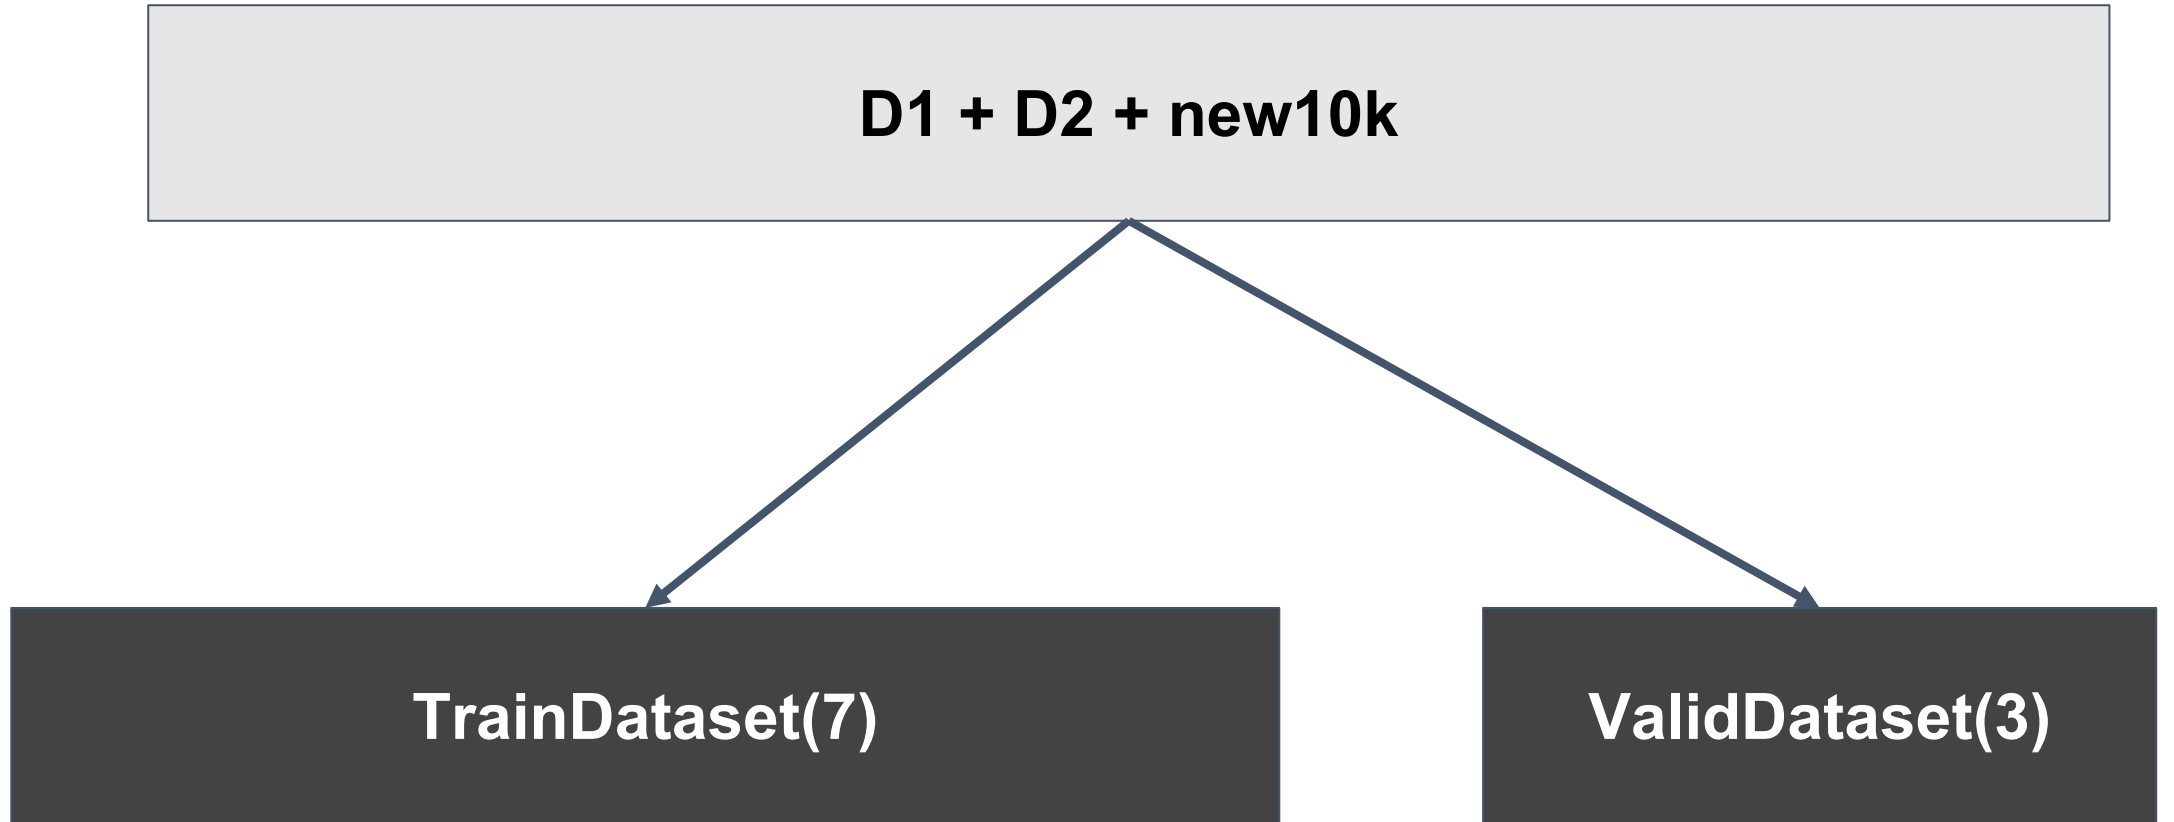 D1 + D2 + new10k
TrainDataset(7)
ValidDataset(3)